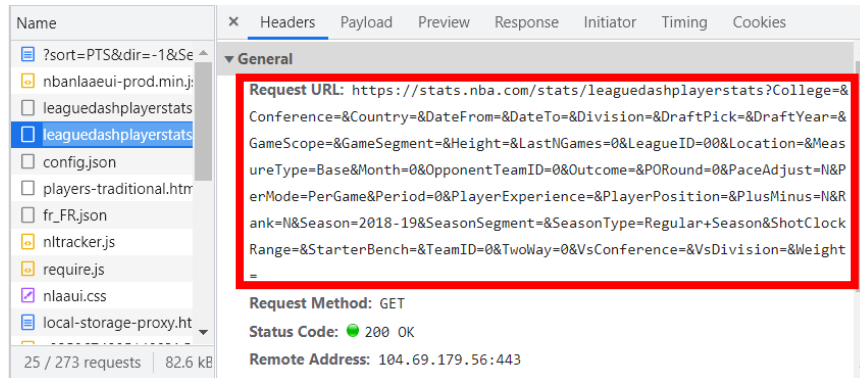 Name
× Headers Payload Preview Response Initiator Timing Cookies
?sort=PTS&dir=-1&Se
▼ General
nbanlaaeui-prod.min.j
Request URL: https://stats.nba.com/stats/leaguedashplayerstats?College=&
leaguedashplayerstats
Conference=&Country=&DateFrom=&DateTo=&Division=&DraftPick=&DraftYear=&
leaguedashplayerstats
GameScope=&GameSegment=&Height=&LastNGames=0&LeagueID=00&Location=&Meas
config.json
ureType=Base&Month=0&OpponentTeamID=0&Outcome=&PORound=0&PaceAdjust=N&P
players-traditional.htm
erMode=PerGame&Period=0&PlayerExperience=&PlayerPosition=&PlusMinus=N&R
fr_FR.json
ank=N&Season=2018-19&SeasonSegment=&SeasonType=Regular+Season&ShotClock
nltracker.js
Range=&StarterBench=&TeamID=0&TwoWay=0&VsConference=&VsDivision=&Weight
require.js
=
nlaaui.css
Request Method: GET
local-storage-proxy.ht
Status Code: 200 OK
25 / 273 requests 82.6 kB
Remote Address: 104.69.179.56:443